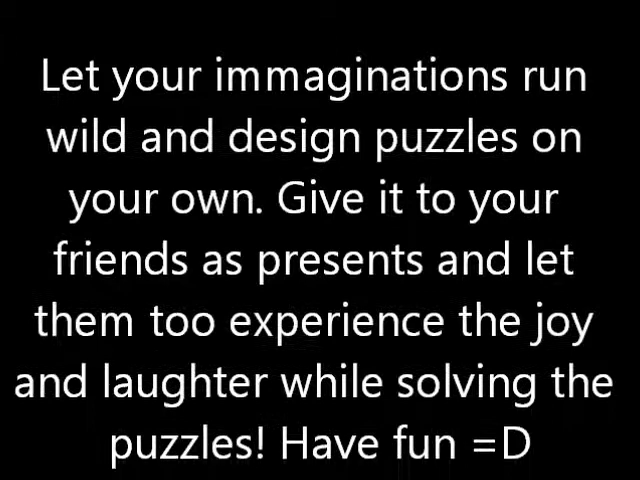 Let your immaginations run
wild and design puzzles on
your own. Give it to your
friends as presents and let
them too experience the joy
and laughter while solving the
puzzles! Have fun =D